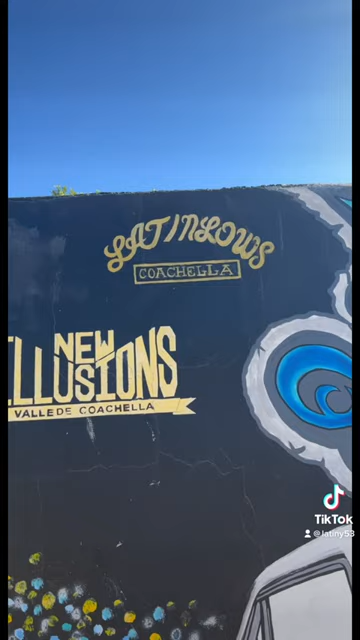 LATINLOWS
COACHELLA
NEW
ILLUSIONS
VALLE DE COACHELLA
TikTok
@latiny53